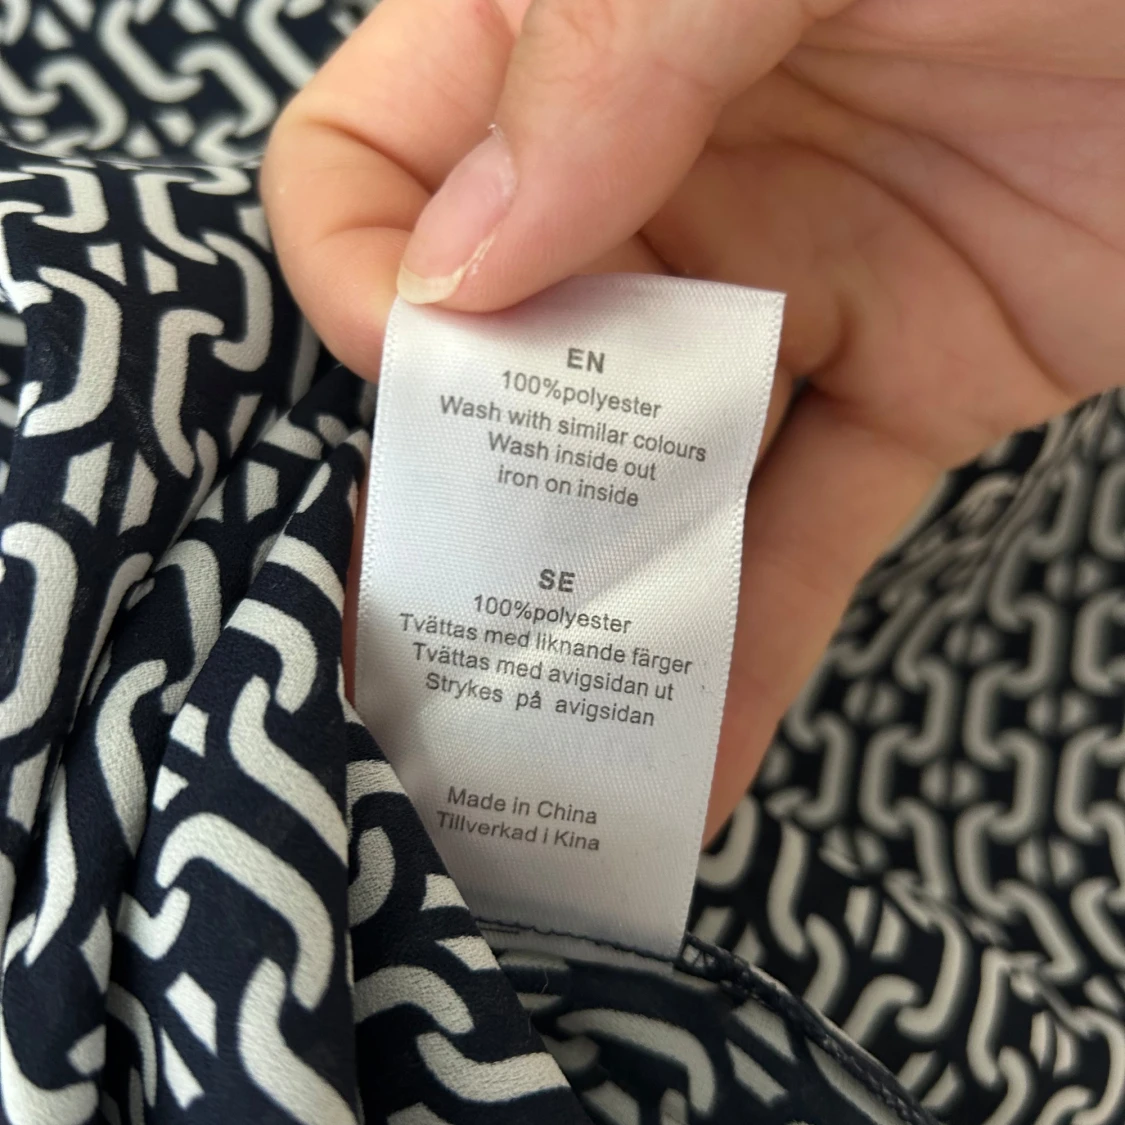 EN
100%polyester
Wash with similar colours
Wash inside out
iron on inside
SE
100%polyester
Tvättas med liknande färger
Tvättas med avigsidan ut
Strykes på avigsidan
Made in China
Tillverkad i Kina